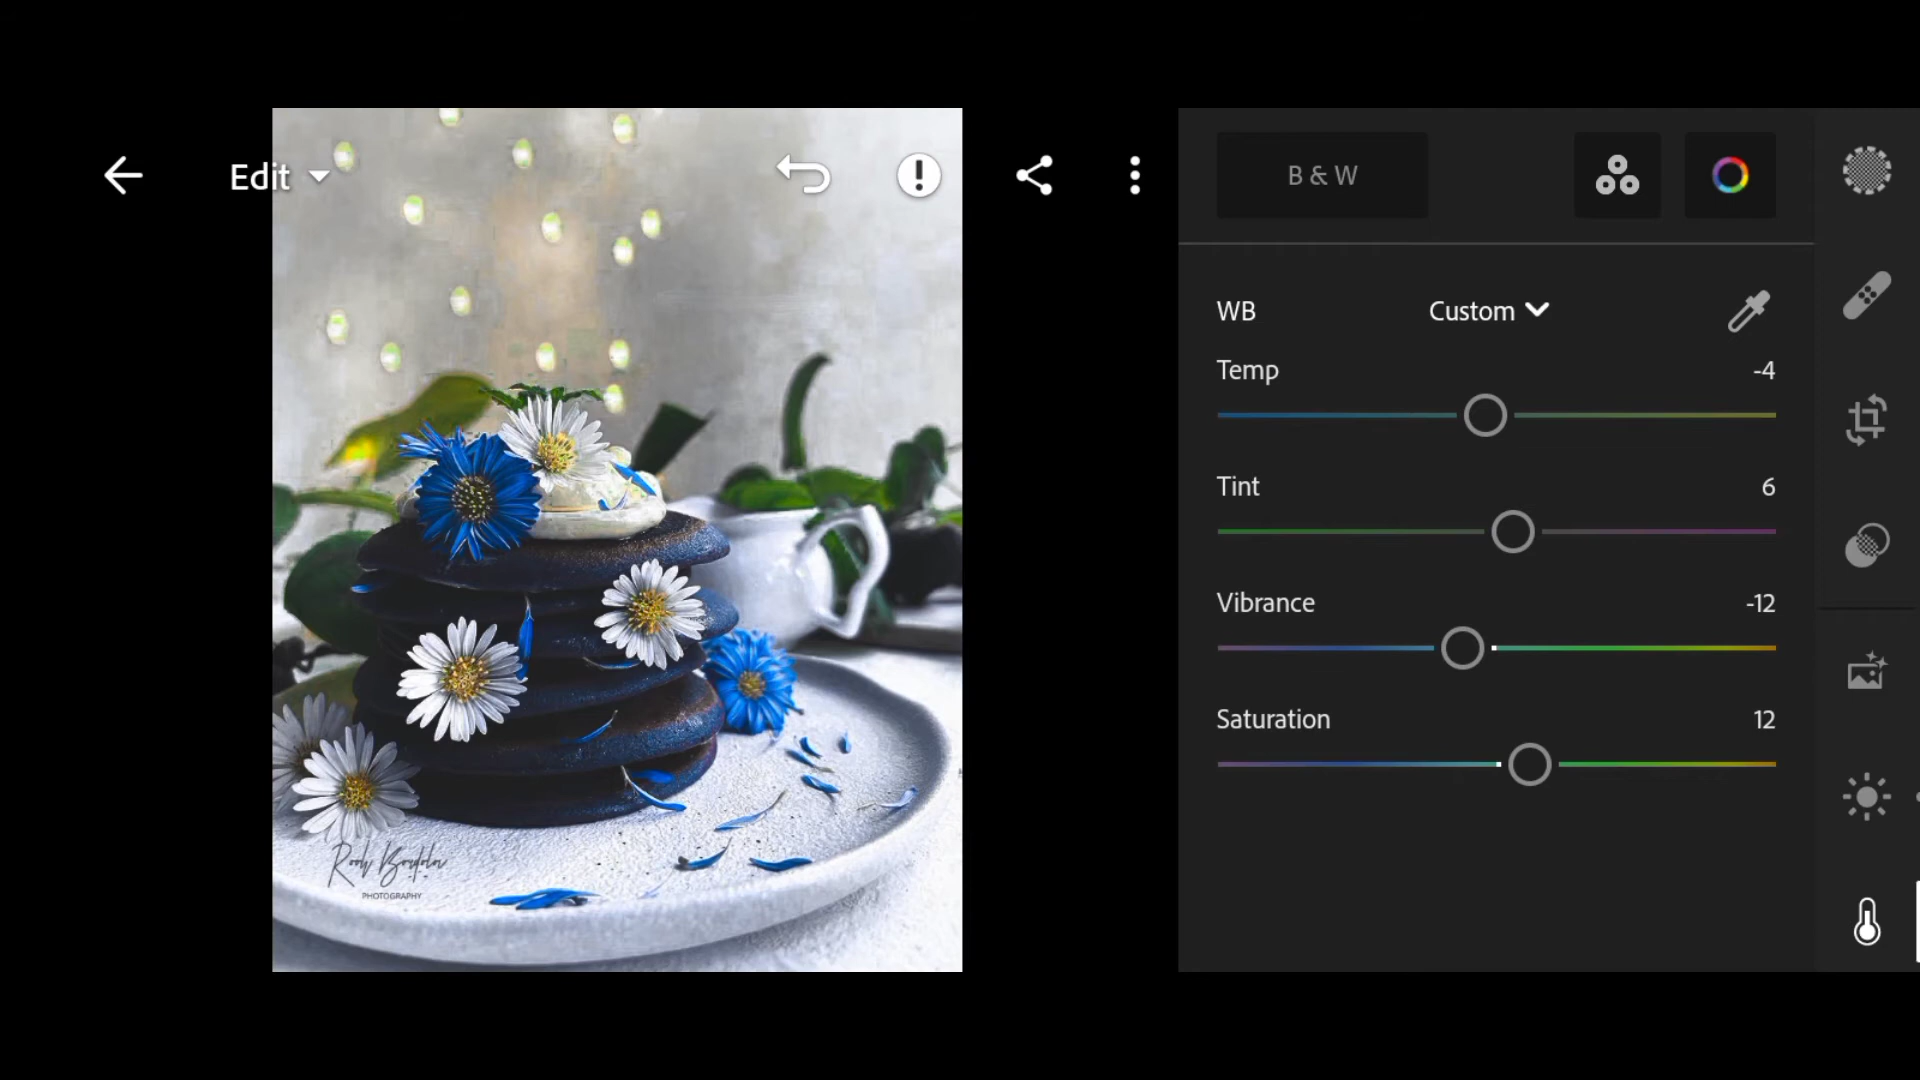 Edit
B & W
WB Custom
Temp -4
Tint 6
Vibrance -12
Saturation 12
PHOTOGRAPHY